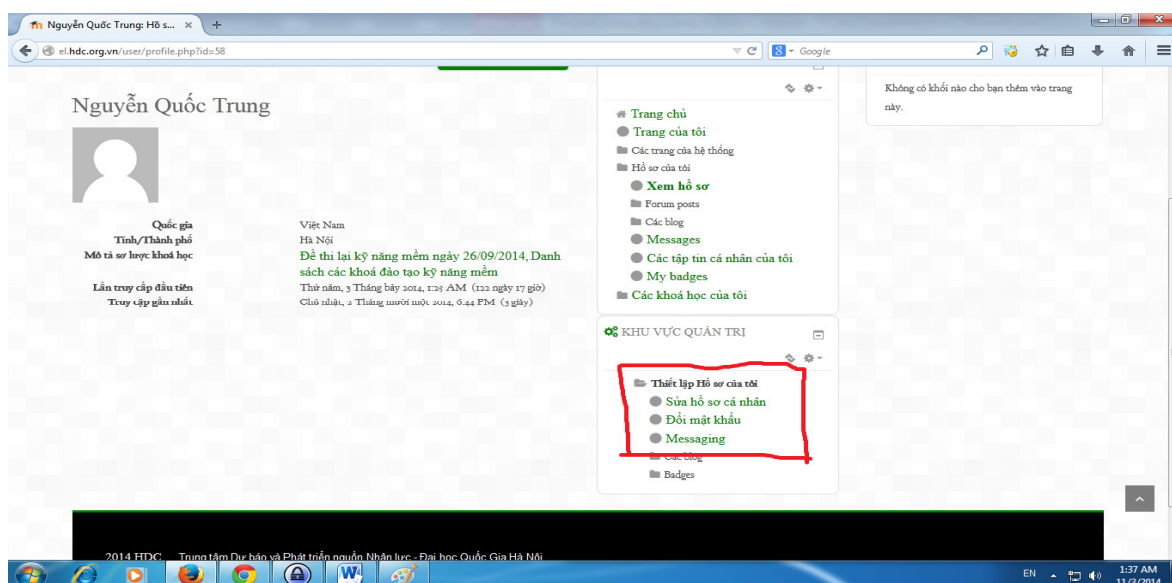 Nguyễn Quốc Trung: Hồ s...
el.hdc.org.vn/user/profile.php?id=58
Google
Nguyễn Quốc Trung
Quốc gia Việt Nam
Tỉnh/Thành phố Hà Nội
Mô tả sơ lược khoá học Đề thi lại kỹ năng mềm ngày 26/09/2014, Danh
sách các khoá đào tạo kỹ năng mềm
Lần truy cập đầu tiên Thứ năm, 3 Tháng bảy 2014, 1:25 AM (122 ngày 17 giờ)
Truy cập gần nhất Chủ nhật, 2 Tháng mười một 2014, 6:44 PM (3 giây)
Trang chủ
Trang của tôi
Các trang của hệ thống
Hồ sơ của tôi
Xem hồ sơ
Forum posts
Các blog
Messages
Các tập tin cá nhân của tôi
My badges
Các khoá học của tôi
KHU VỰC QUẢN TRỊ
Thiết lập Hồ sơ của tôi
Sửa hồ sơ cá nhân
Đổi mật khẩu
Messaging
Các blog
Badges
Không có khối nào cho bạn thêm vào trang
này.
2014 HDC Trung tâm Dự báo và Phát triển nguồn Nhân lực - Đại học Quốc Gia Hà Nội
EN
1:37 AM